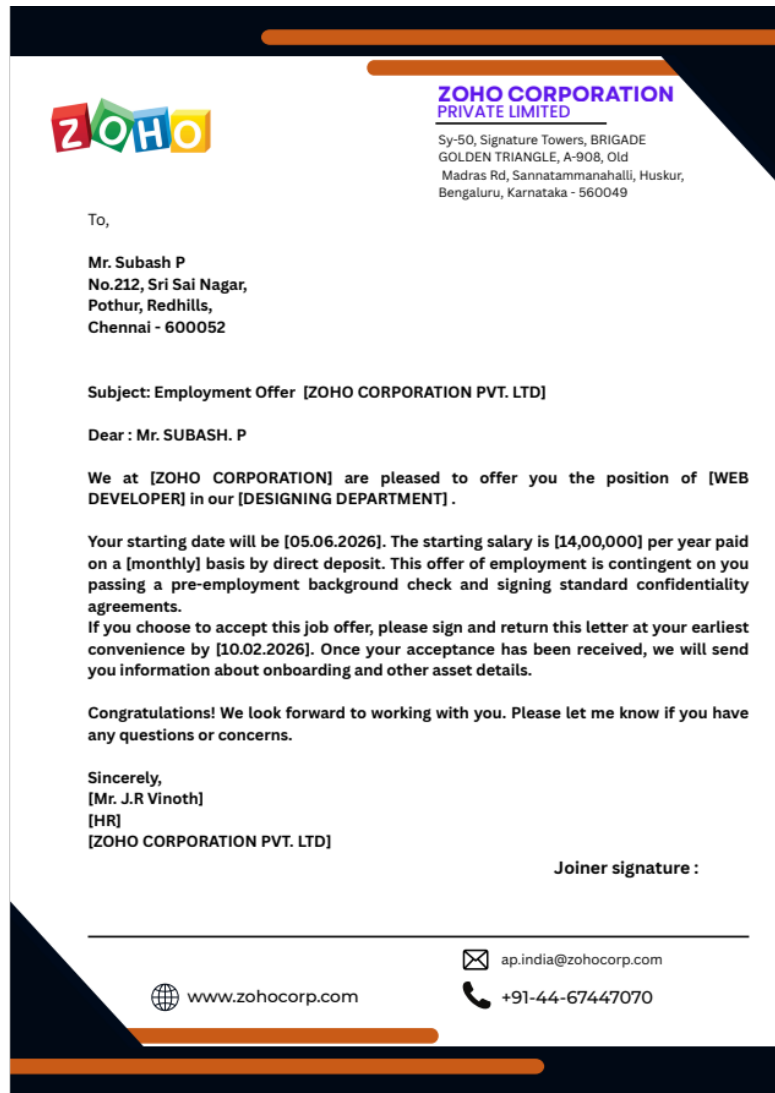 ZOHO
ZOHO CORPORATION
PRIVATE LIMITED
Sy-50, Signature Towers, BRIGADE
GOLDEN TRIANGLE, A-908, Old
Madras Rd, Sannatammanahalli, Huskur,
Bengaluru, Karnataka - 560049
To,
Mr. Subash P
No.212, Sri Sai Nagar,
Pothur, Redhills,
Chennai - 600052
Subject: Employment Offer [ZOHO CORPORATION PVT. LTD]
Dear : Mr. SUBASH. P
We at [ZOHO CORPORATION] are pleased to offer you the position of [WEB
DEVELOPER] in our [DESIGNING DEPARTMENT] .
Your starting date will be [05.06.2026]. The starting salary is [14,00,000] per year paid
on a [monthly] basis by direct deposit. This offer of employment is contingent on you
passing a pre-employment background check and signing standard confidentiality
agreements.
If you choose to accept this job offer, please sign and return this letter at your earliest
convenience by [10.02.2026]. Once your acceptance has been received, we will send
you information about onboarding and other asset details.
Congratulations! We look forward to working with you. Please let me know if you have
any questions or concerns.
Sincerely,
[Mr. J.R Vinoth]
[HR]
[ZOHO CORPORATION PVT. LTD]
Joiner signature :
ap.india@zohocorp.com
www.zohocorp.com
+91-44-67447070